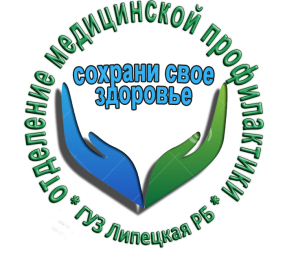 отделение медицинской профилактики
сохрани свое
здоровье
* ГУЗ Липецкая РБ *